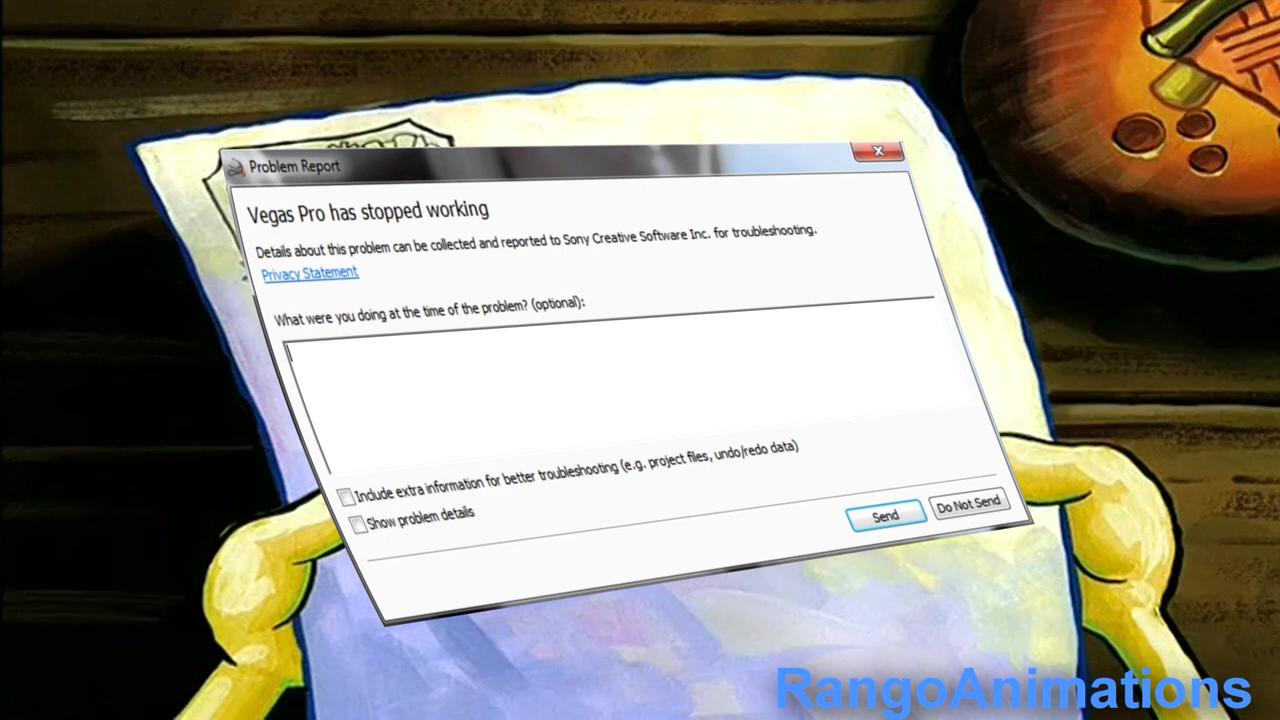 Problem Report
Vegas Pro has stopped working
Details about this problem can be collected and reported to Sony Creative Software Inc. for troubleshooting.
Privacy Statement
What were you doing at the time of the problem? (optional):
Include extra information for better troubleshooting (e.g. project files, undo/redo data)
Show problem details
Send
Do Not Send
RangoAnimations